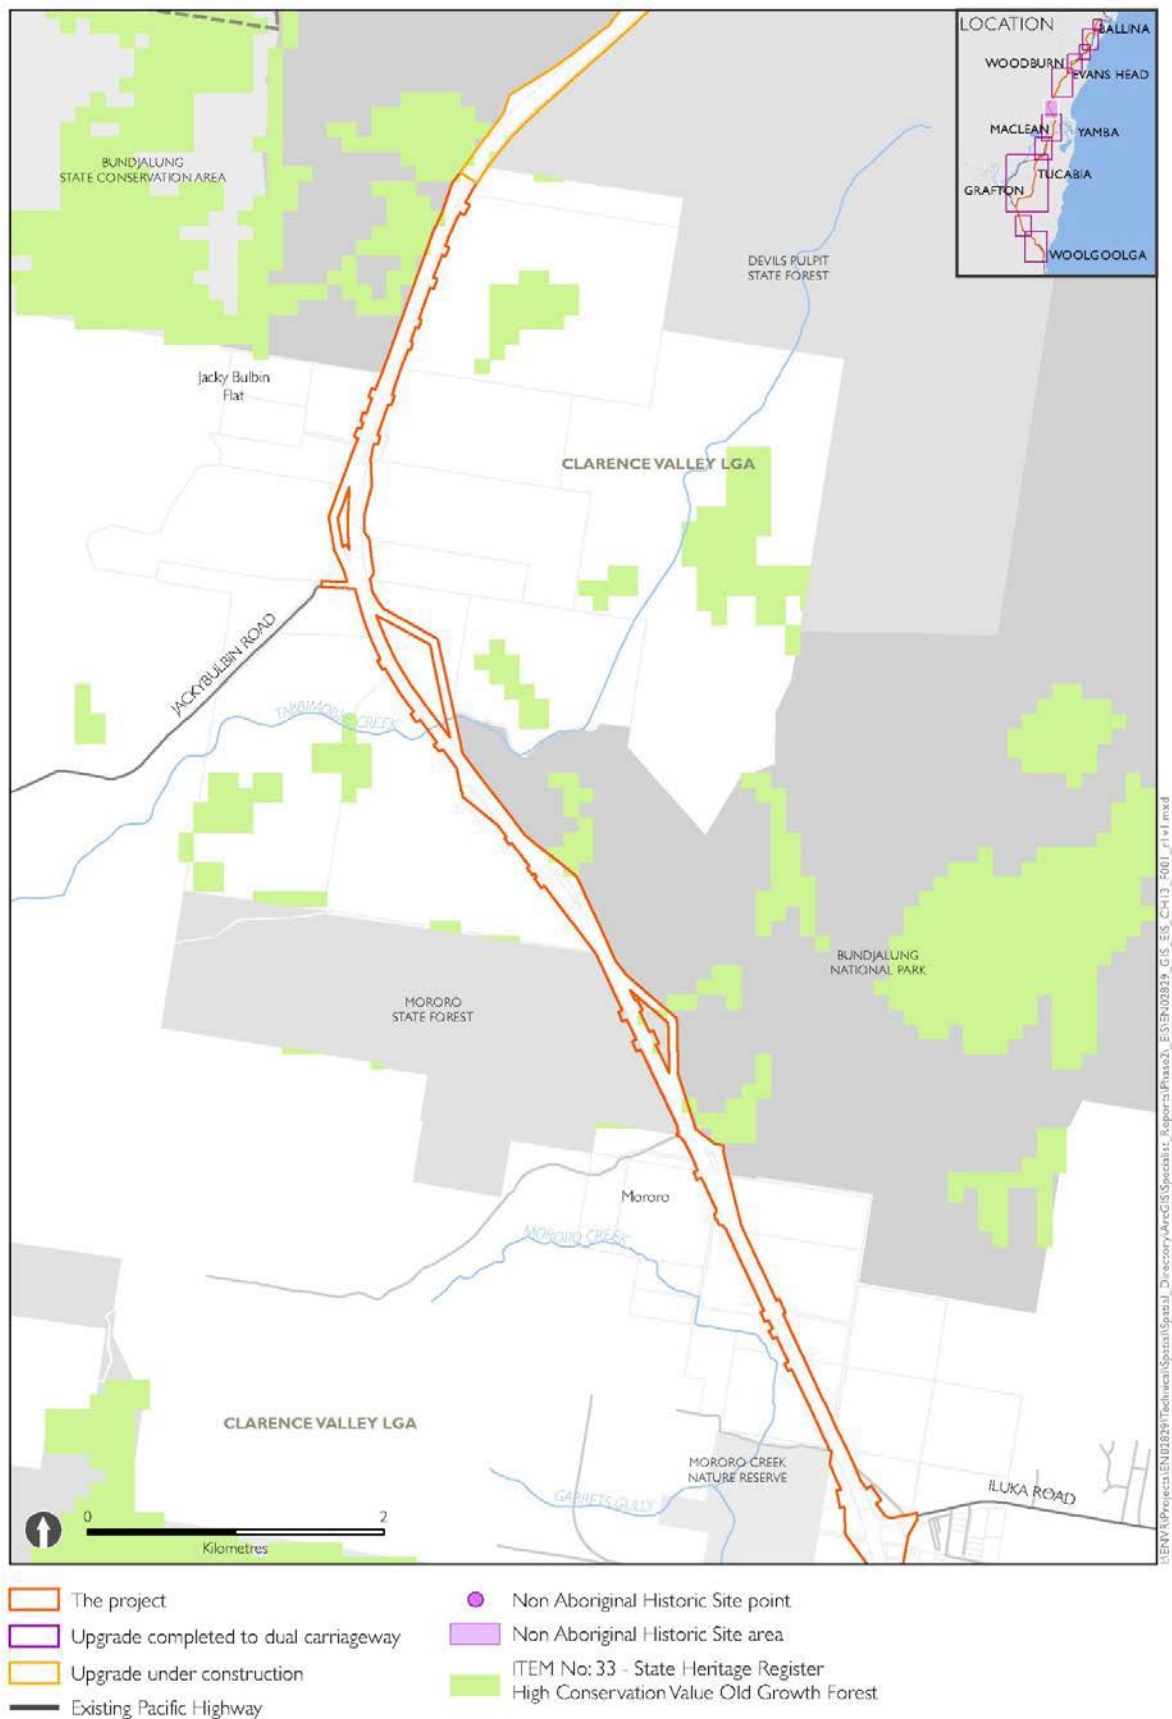 LOCATION
BALLINA
WOODBURN
EVANS HEAD
MACLEAN
YAMBA
TUCABIA
GRAFTON
WOOLGOOLGA
BUNDJALUNG
STATE CONSERVATION AREA
DEVILS PULPIT
STATE FOREST
Jacky Bulbin
Flat
CLARENCE VALLEY LGA
JACKYBULBIN ROAD
TABBIMOBLE CREEK
BUNDJALUNG
NATIONAL PARK
MORORO
STATE FOREST
Mororo
MORORO CREEK
CLARENCE VALLEY LGA
MORORO CREEK
NATURE RESERVE
GARRETS GULLY
ILUKA ROAD
0 2
Kilometres
The project
Upgrade completed to dual carriageway
Upgrade under construction
Existing Pacific Highway
Non Aboriginal Historic Site point
Non Aboriginal Historic Site area
ITEM No: 33 - State Heritage Register
High Conservation Value Old Growth Forest